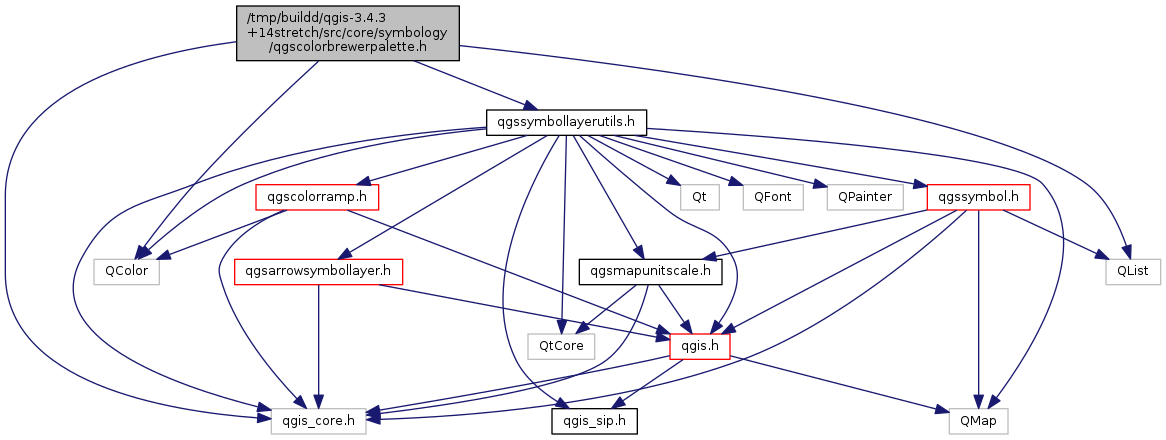 /tmp/buildd/qgis-3.4.3
+14stretch/src/core/symbology
/qgscolorbrewerpalette.h
qgssymbollayerutils.h
qgscolorramp.h
Qt
QFont
QPainter
qgssymbol.h
QColor
qgsarrowsymbollayer.h
qgsmapunitscale.h
QList
QtCore
qgis.h
qgis_core.h
qgis_sip.h
QMap